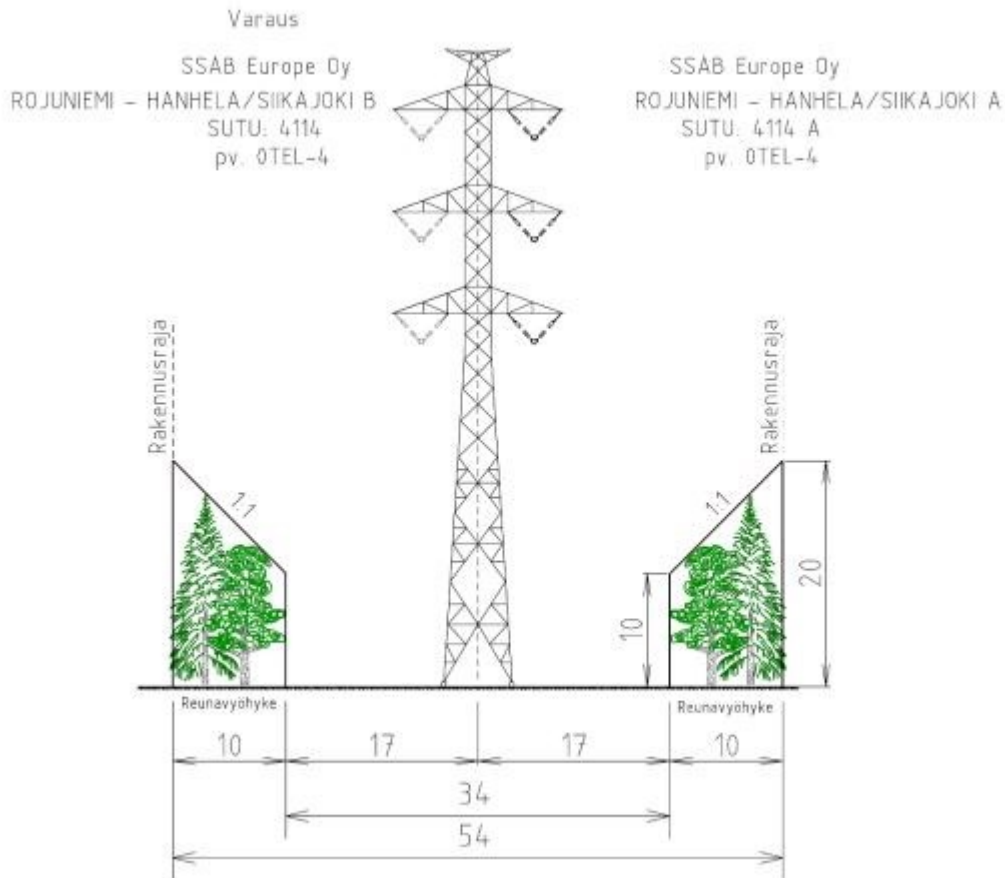 Varaus
SSAB Europe Oy
ROJUNIEMI - HANHELA/SIIKAJOKI B
SUTU: 4114
pv. OTEL-4
SSAB Europe Oy
ROJUNIEMI - HANHELA/SIIKAJOKI A
SUTU: 4114 A
pv. OTEL-4
Rakennusraja
Rakennusraja
1:1
1:1
20
10
Reunavyöhyke
Reunavyöhyke
10
17
17
10
34
54